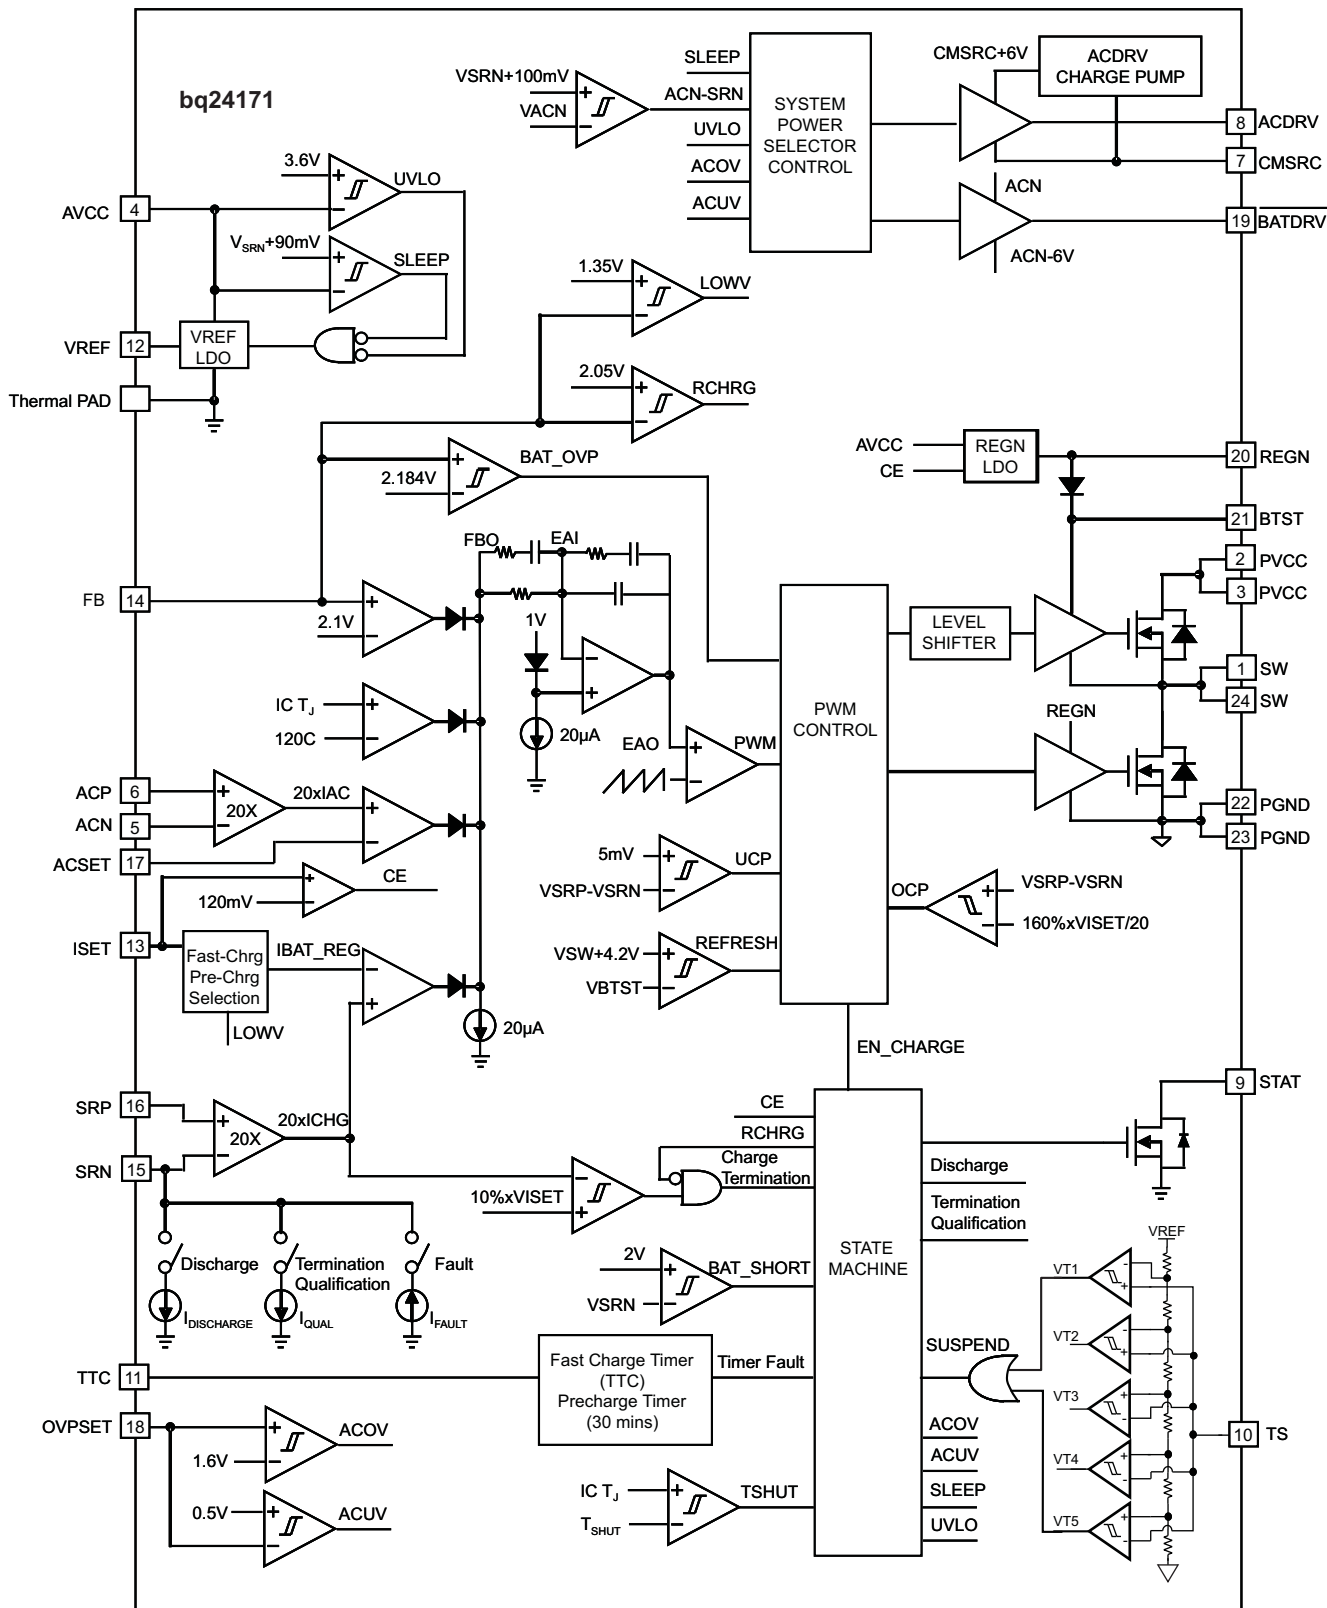 bq24171
VSRN+100mV
VACN
+
−
SLEEP
ACN-SRN
UVLO
ACOV
ACUV
SYSTEM
POWER
SELECTOR
CONTROL
CMSRC+6V
ACDRV
CHARGE PUMP
8
ACDRV
7
CMSRC
ACN
ACN-6V
19
BATDRV
3.6V
+
−
UVLO
AVCC
4
VSRN+90mV
+
−
SLEEP
VREF
12
VREF
LDO
Thermal PAD
1.35V
+
−
LOWV
2.05V
+
−
RCHRG
2.184V
+
−
BAT_OVP
AVCC
CE
REGN
LDO
20
REGN
21
BTST
2
PVCC
3
PVCC
FBO
EAI
FB
14
2.1V
+
−
1V
−
+
20µA
LEVEL
SHIFTER
1
SW
24
SW
IC TJ
120C
+
−
EAO
+
−
PWM
PWM
CONTROL
REGN
22
PGND
23
PGND
ACP
6
ACN
5
+
−
20X
20xIAC
+
−
ACSET
17
120mV
+
−
CE
5mV
VSRP-VSRN
+
−
UCP
OCP
+
−
VSRP-VSRN
160%xVISET/20
ISET
13
Fast-Chrg
Pre-Chrg
Selection
IBAT_REG
−
+
LOWV
20µA
VSW+4.2V
VBTST
+
−
REFRESH
EN_CHARGE
SRP
16
SRN
15
+
−
20X
20xICHG
10%xVISET
−
+
CE
RCHRG
Charge
Termination
STATE
MACHINE
Discharge
Termination
Qualification
9
STAT
Discharge
Termination
Qualification
Fault
IDISCHARGE
IQUAL
IFAULT
2V
VSRN
+
−
BAT_SHORT
TTC
11
Fast Charge Timer
(TTC)
Precharge Timer
(30 mins)
Timer Fault
SUSPEND
VREF
VT1
-
+
VT2
-
+
VT3
+
-
VT4
+
-
VT5
+
-
10
TS
OVPSET
18
1.6V
+
−
ACOV
0.5V
+
−
ACUV
IC TJ
TSHUT
+
−
TSHUT
ACOV
ACUV
SLEEP
UVLO